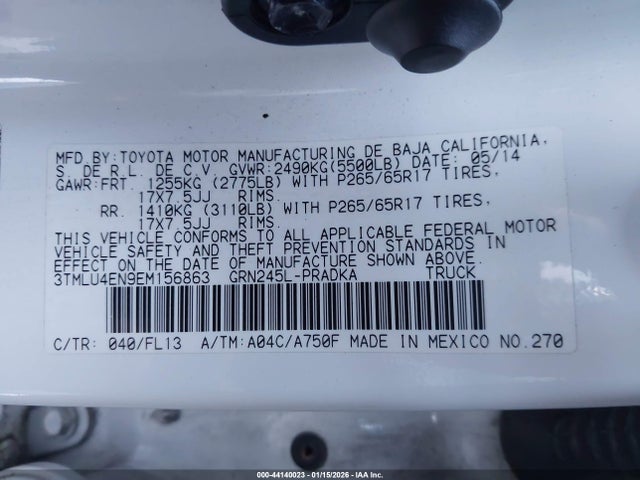 MFD.BY:TOYOTA MOTOR MANUFACTURING DE BAJA CALIFORNIA,
S. DE R.L. DE C.V. GVWR:2490KG(5500LB) DATE: 05/14
GAWR:FRT. 1255KG (2775LB) WITH P265/65R17 TIRES,
17X7.5JJ RIMS.
RR. 1410KG (3110LB) WITH P265/65R17 TIRES,
17X7.5JJ RIMS.
THIS VEHICLE CONFORMS TO ALL APPLICABLE FEDERAL MOTOR
VEHICLE SAFETY AND THEFT PREVENTION STANDARDS IN
EFFECT ON THE DATE OF MANUFACTURE SHOWN ABOVE.
3TMLU4EN9EM156863 GRN245L-PRADKA TRUCK
C/TR: 040/FL13 A/TM:A04C/A750F MADE IN MEXICO NO.270
000-44140023 - 01/15/2026 - IAA Inc.